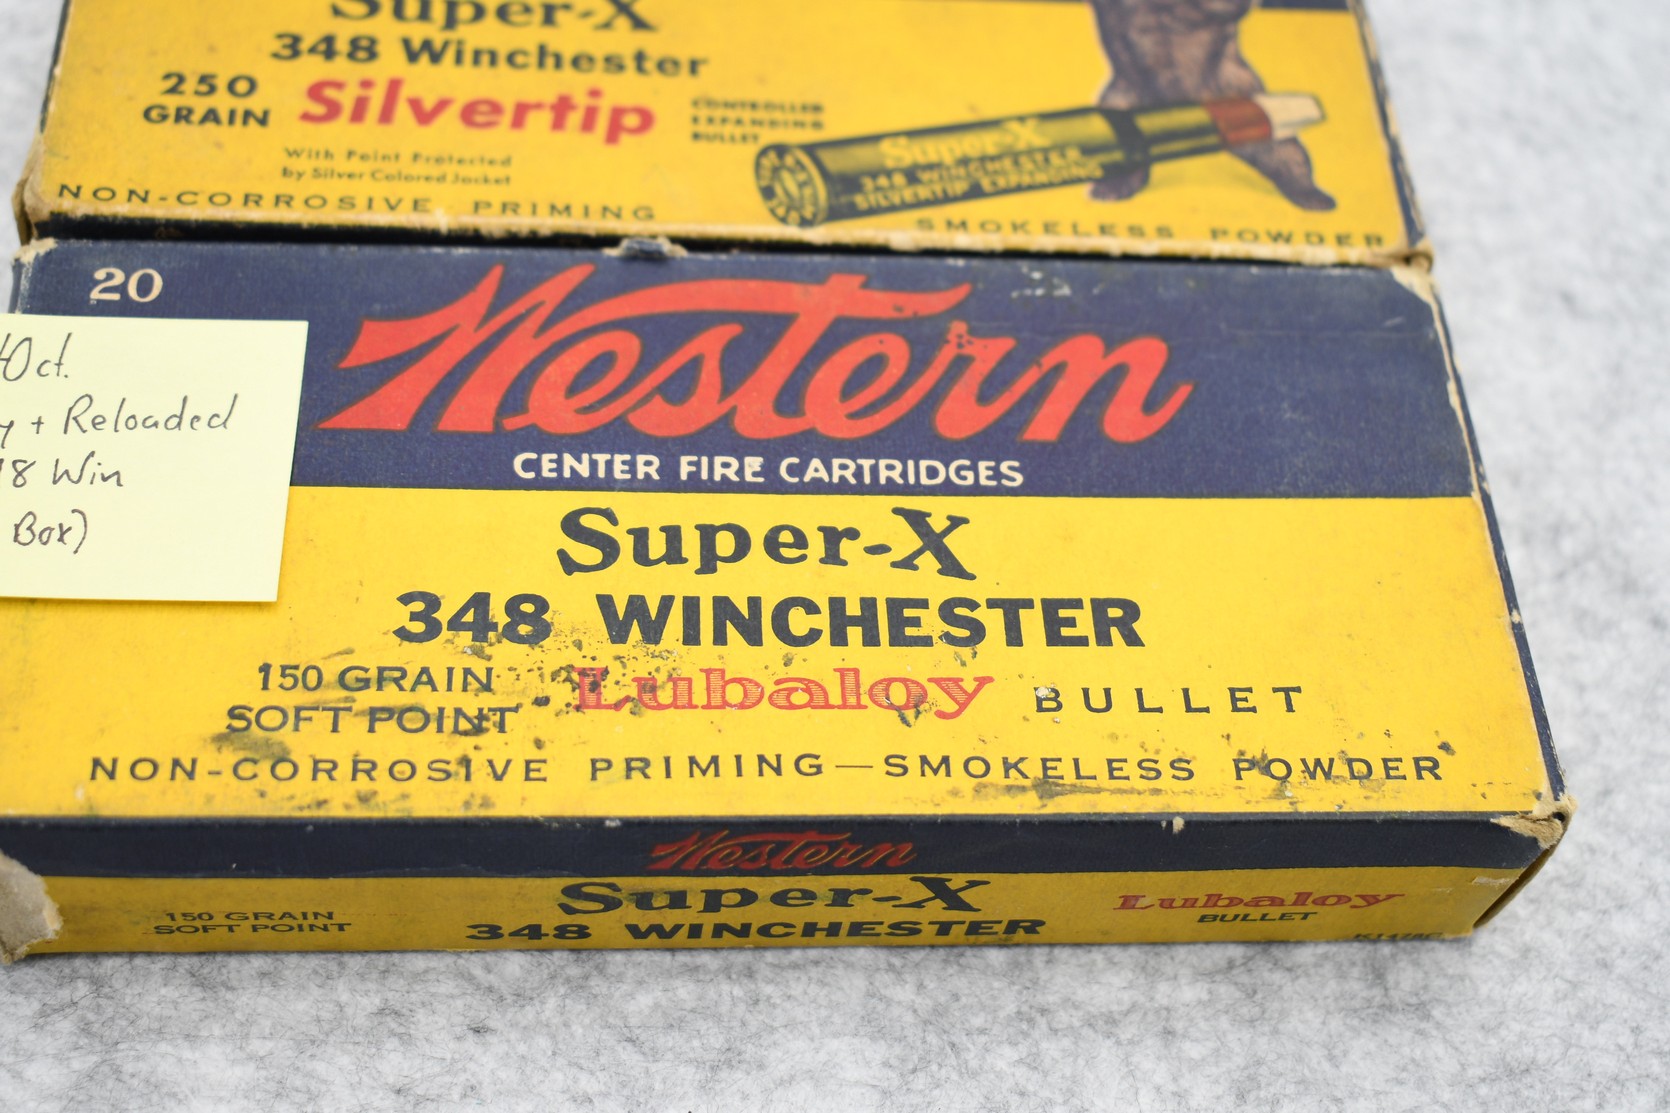 Super-X
348 Winchester
250
GRAIN
Silvertip
CONTROLLED
EXPANDING
BULLET
With Point Protected
by Silver Colored Jacket
NON-CORROSIVE PRIMING
Super-X
348 WINCHESTER
SILVERTIP EXPANDING
SMOKELESS POWDER
20
Western
CENTER FIRE CARTRIDGES
Oct.
+ Reloaded
Win
Box)
Super-X
348 WINCHESTER
150 GRAIN
SOFT POINT
Lubaloy BULLET
NON-CORROSIVE PRIMING—SMOKELESS POWDER
Western
Super-X
348 WINCHESTER
150 GRAIN
SOFT POINT
Lubaloy
BULLET